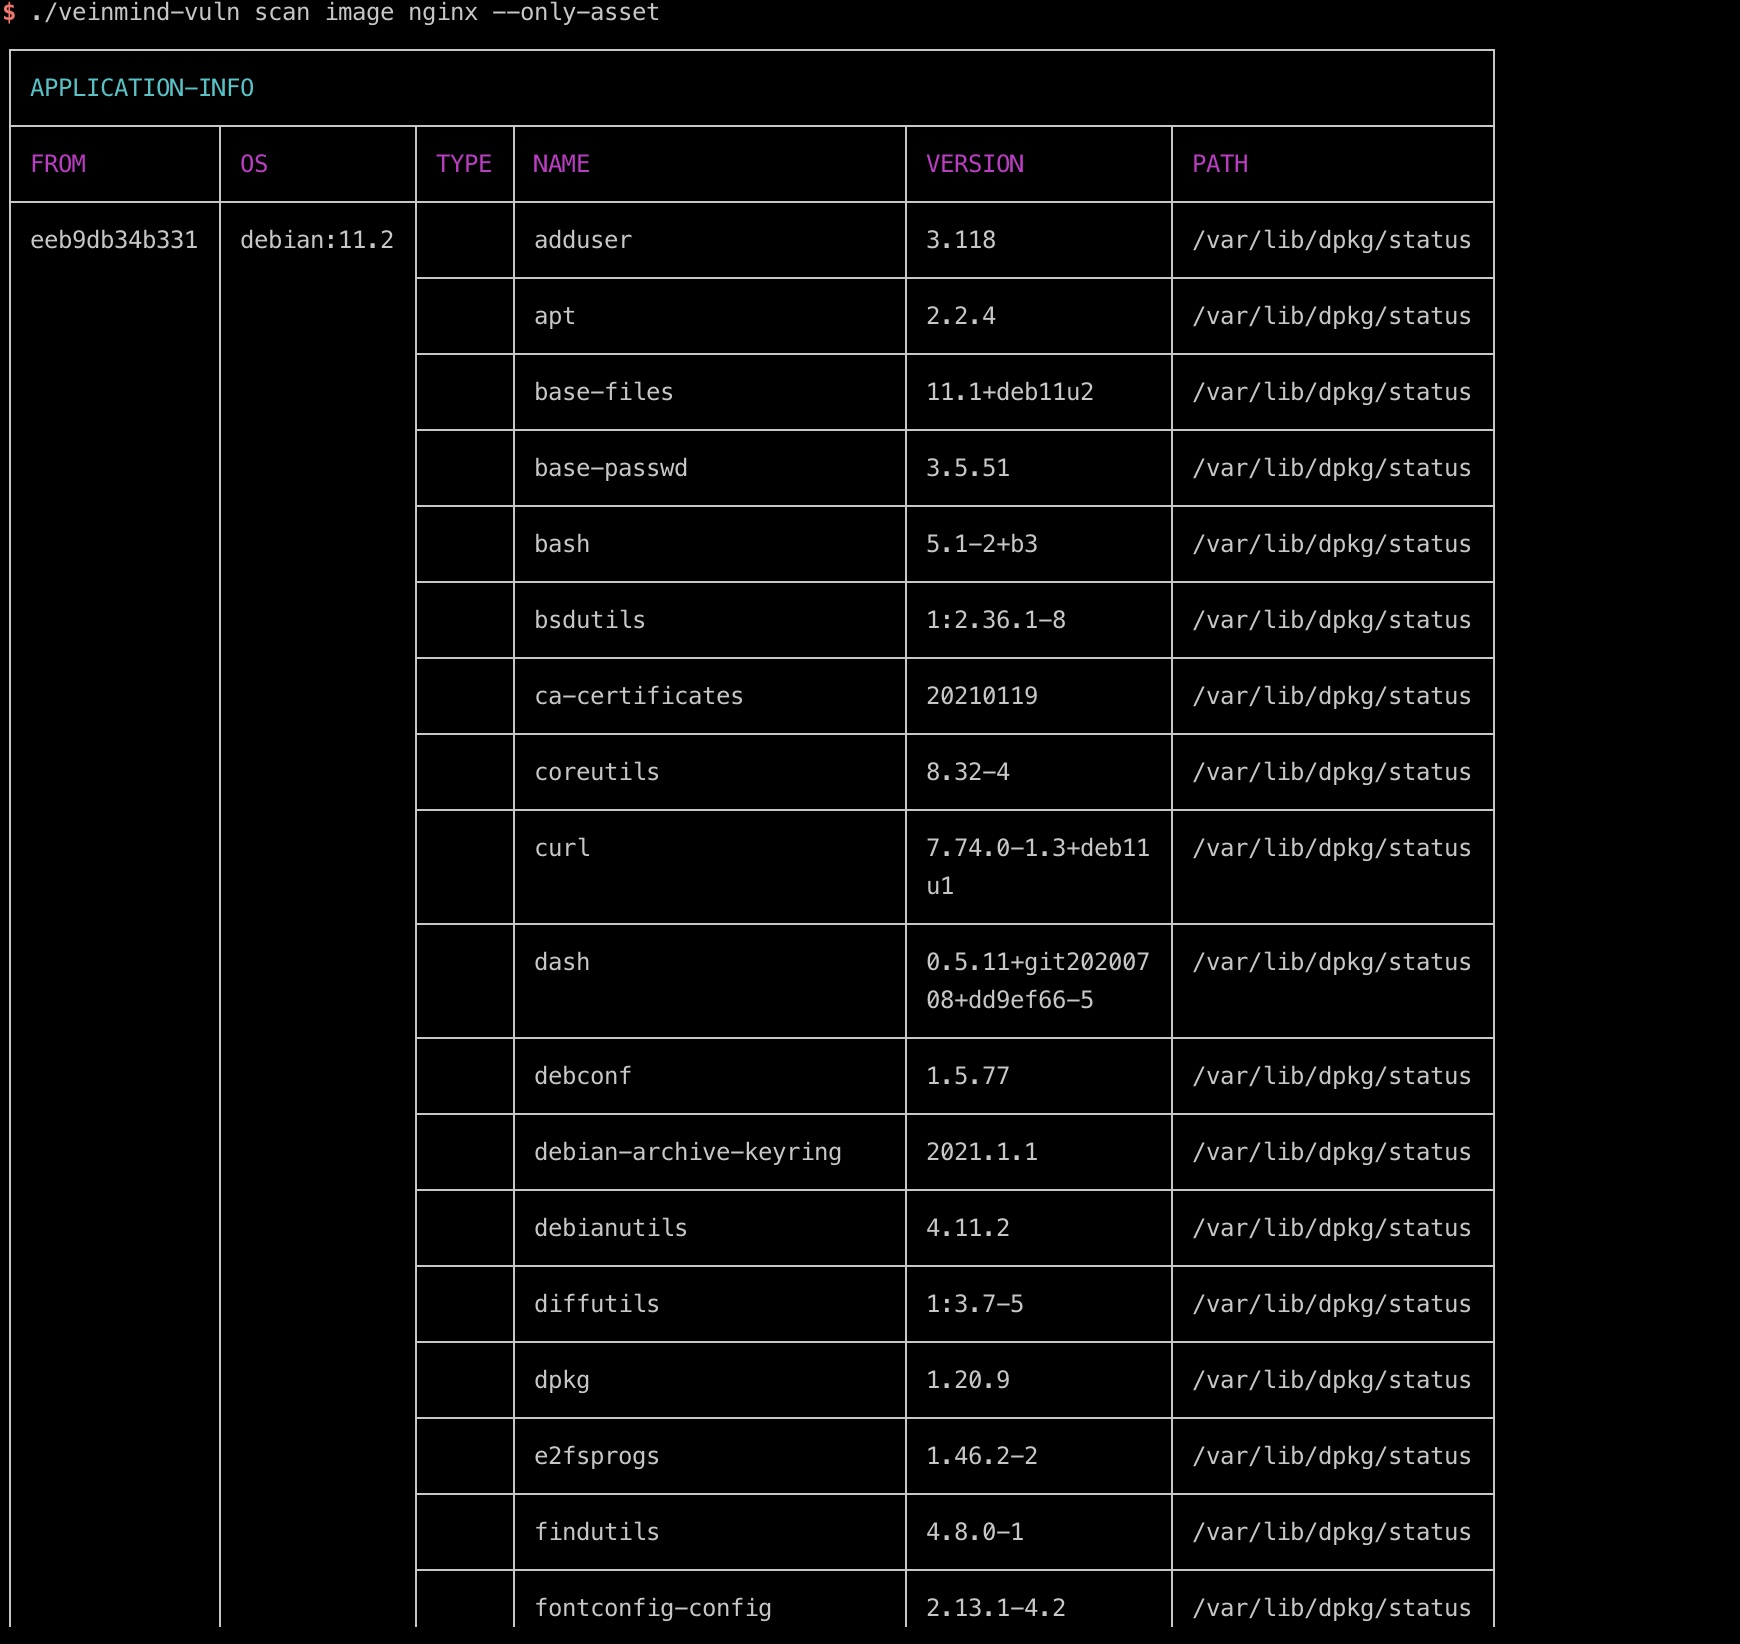 $ ./veinmind-vuln scan image nginx --only-asset
APPLICATION-INFO
FROM OS TYPE NAME VERSION PATH
eeb9db34b331 debian:11.2 adduser 3.118 /var/lib/dpkg/status
apt 2.2.4 /var/lib/dpkg/status
base-files 11.1+deb11u2 /var/lib/dpkg/status
base-passwd 3.5.51 /var/lib/dpkg/status
bash 5.1-2+b3 /var/lib/dpkg/status
bsdutils 1:2.36.1-8 /var/lib/dpkg/status
ca-certificates 20210119 /var/lib/dpkg/status
coreutils 8.32-4 /var/lib/dpkg/status
curl 7.74.0-1.3+deb11 /var/lib/dpkg/status
u1
dash 0.5.11+git202007 /var/lib/dpkg/status
08+dd9ef66-5
debconf 1.5.77 /var/lib/dpkg/status
debian-archive-keyring 2021.1.1 /var/lib/dpkg/status
debianutils 4.11.2 /var/lib/dpkg/status
diffutils 1:3.7-5 /var/lib/dpkg/status
dpkg 1.20.9 /var/lib/dpkg/status
e2fsprogs 1.46.2-2 /var/lib/dpkg/status
findutils 4.8.0-1 /var/lib/dpkg/status
fontconfig-config 2.13.1-4.2 /var/lib/dpkg/status